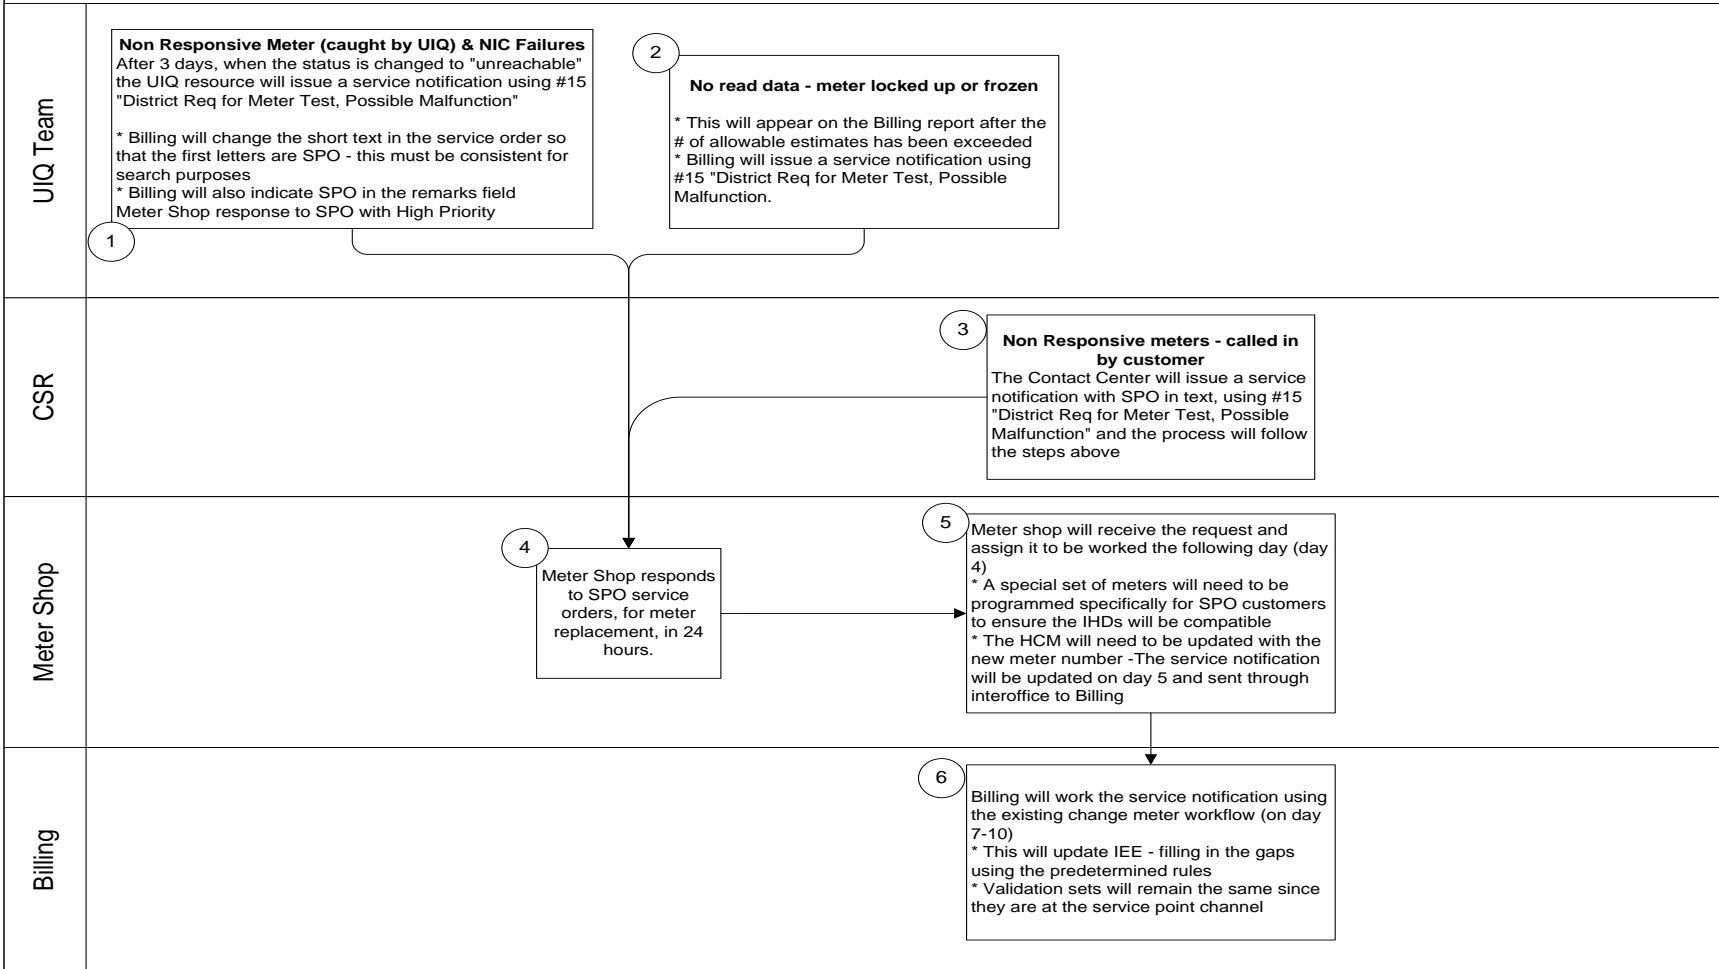 UIQ Team
Non Responsive Meter (caught by UIQ) & NIC Failures
After 3 days, when the status is changed to "unreachable"
the UIQ resource will issue a service notification using #15
"District Req for Meter Test, Possible Malfunction"
* Billing will change the short text in the service order so
that the first letters are SPO - this must be consistent for
search purposes
* Billing will also indicate SPO in the remarks field
Meter Shop response to SPO with High Priority
1
2
No read data - meter locked up or frozen
* This will appear on the Billing report after the
# of allowable estimates has been exceeded
* Billing will issue a service notification using
#15 "District Req for Meter Test, Possible
Malfunction.
CSR
3
Non Responsive meters - called in
by customer
The Contact Center will issue a service
notification with SPO in text, using #15
"District Req for Meter Test, Possible
Malfunction" and the process will follow
the steps above
Meter Shop
4
Meter Shop responds
to SPO service
orders, for meter
replacement, in 24
hours.
5
Meter shop will receive the request and
assign it to be worked the following day (day
4)
* A special set of meters will need to be
programmed specifically for SPO customers
to ensure the IHDs will be compatible
* The HCM will need to be updated with the
new meter number -The service notification
will be updated on day 5 and sent through
interoffice to Billing
Billing
6
Billing will work the service notification using
the existing change meter workflow (on day
7-10)
* This will update IEE - filling in the gaps
using the predetermined rules
* Validation sets will remain the same since
they are at the service point channel